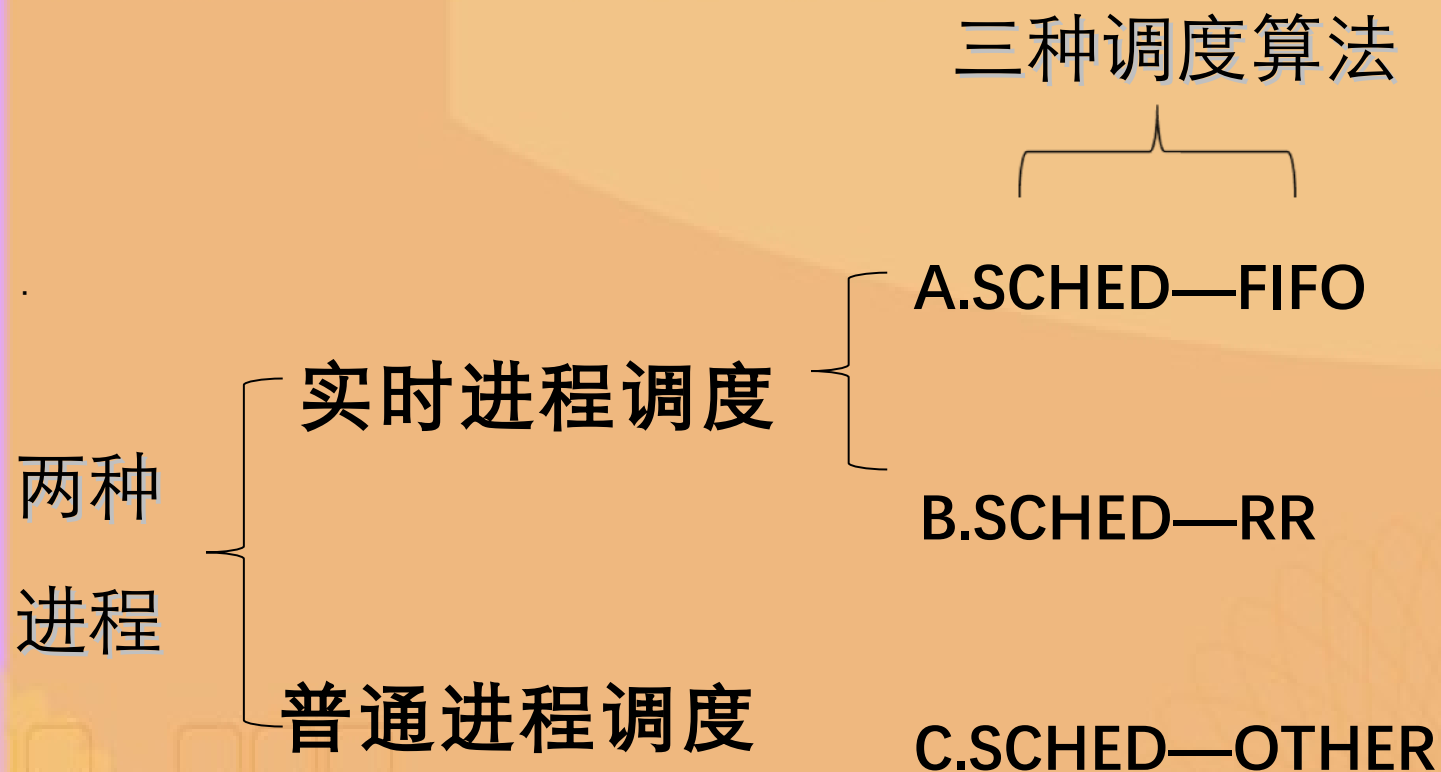 三种调度算法
A.SCHED—FIFO
.
实时进程调度
两种
B.SCHED—RR
进程
普通进程调度
C.SCHED—OTHER